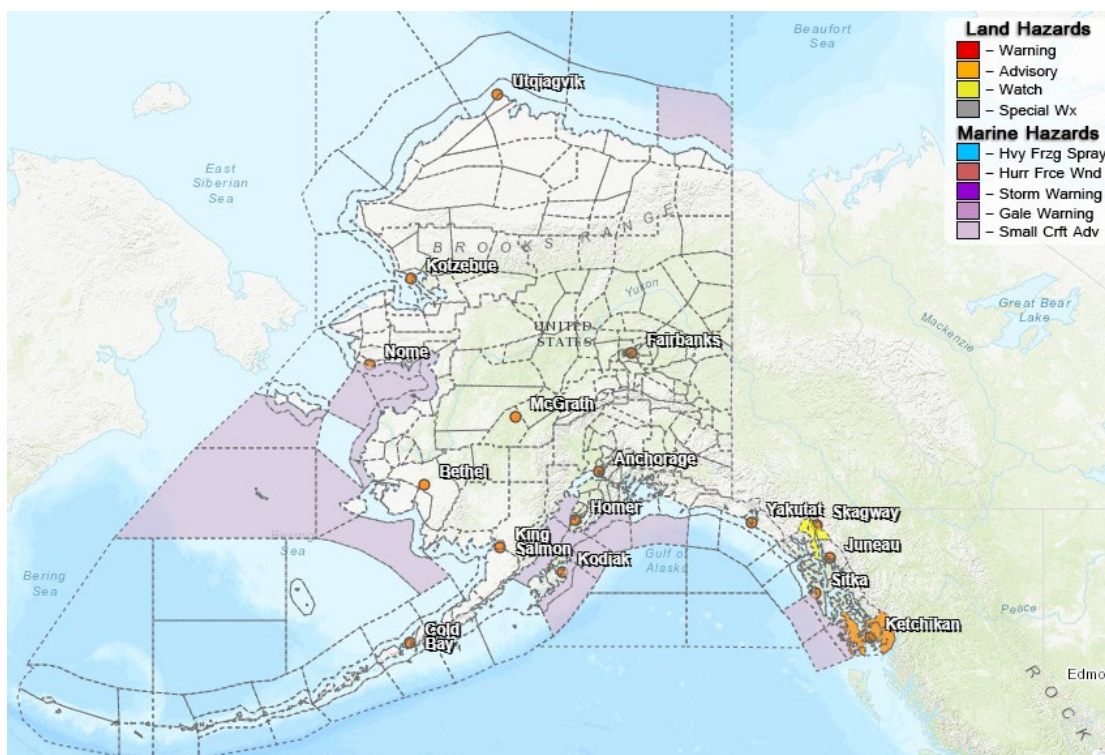 Land Hazards
– Warning
– Advisory
– Watch
– Special Wx
Marine Hazards
– Hvy Frzg Spray
– Hurr Frce Wnd
– Storm Warning
– Gale Warning
– Small Crft Adv
Beaufort
Sea
Utqiagvik
East
Siberian
Sea
BROOKS RANGE
Kotzebue
Great Bear
Lake
Mackenzie
Yukon
UNITED
STATES
Fairbanks
Nome
McGrath
Anchorage
Bethel
Homer
Yakutat
Skagway
King
Salmon
Juneau
Sea
Kodiak
Gulf of
Alaska
Bering
Sea
Sitka
Peace
Ketchikan
Cold
Bay
Edmo
ROCK